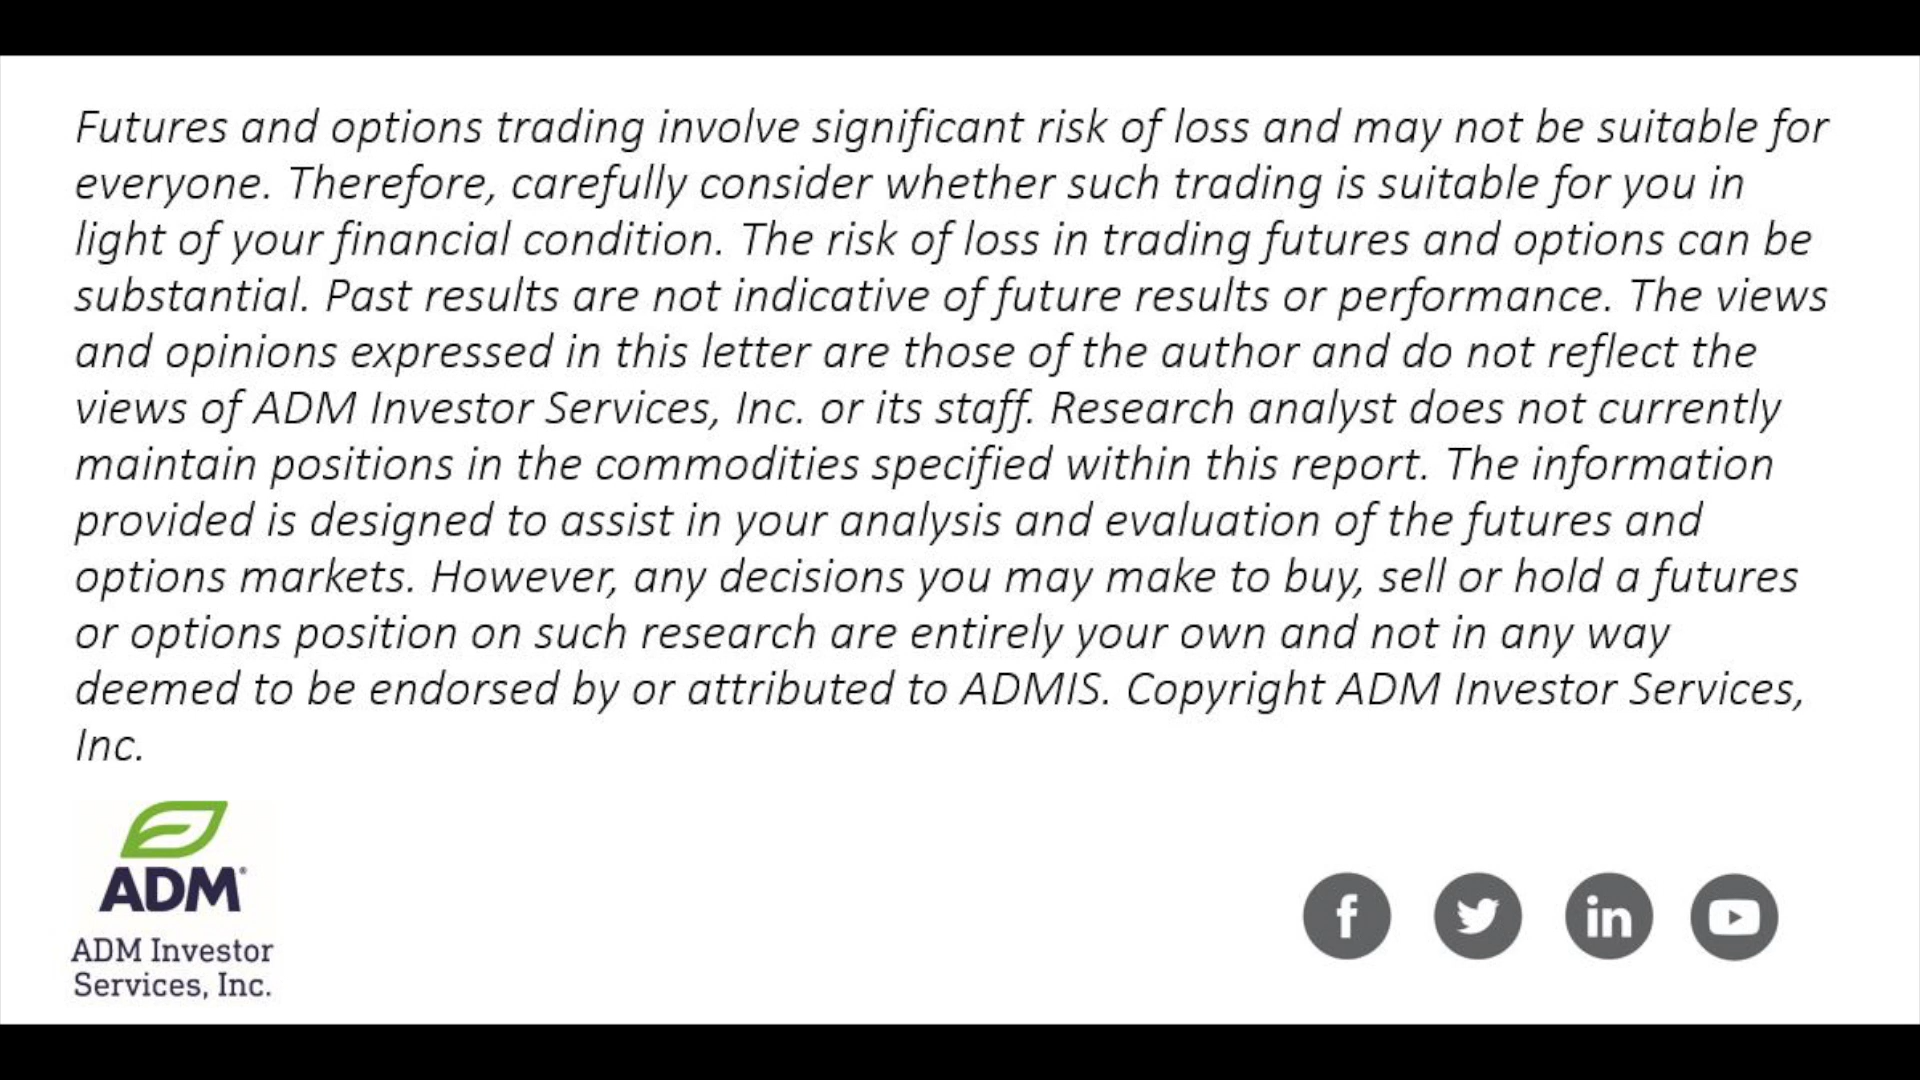 Futures and options trading involve significant risk of loss and may not be suitable for
everyone. Therefore, carefully consider whether such trading is suitable for you in
light of your financial condition. The risk of loss in trading futures and options can be
substantial. Past results are not indicative of future results or performance. The views
and opinions expressed in this letter are those of the author and do not reflect the
views of ADM Investor Services, Inc. or its staff. Research analyst does not currently
maintain positions in the commodities specified within this report. The information
provided is designed to assist in your analysis and evaluation of the futures and
options markets. However, any decisions you may make to buy, sell or hold a futures
or options position on such research are entirely your own and not in any way
deemed to be endorsed by or attributed to ADMIS. Copyright ADM Investor Services,
Inc.
ADM®
ADM Investor
Services, Inc.
f in